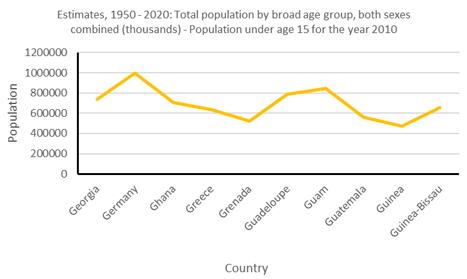 Estimates, 1950 - 2020: Total population by broad age group, both sexes
combined (thousands) - Population under age 15 for the year 2010
1200000
1000000
800000
600000
400000
200000
0
Population
Georgia
Germany
Ghana
Greece
Grenada
Guadeloupe
Guam
Guatemala
Guinea
Guinea-Bissau
Country